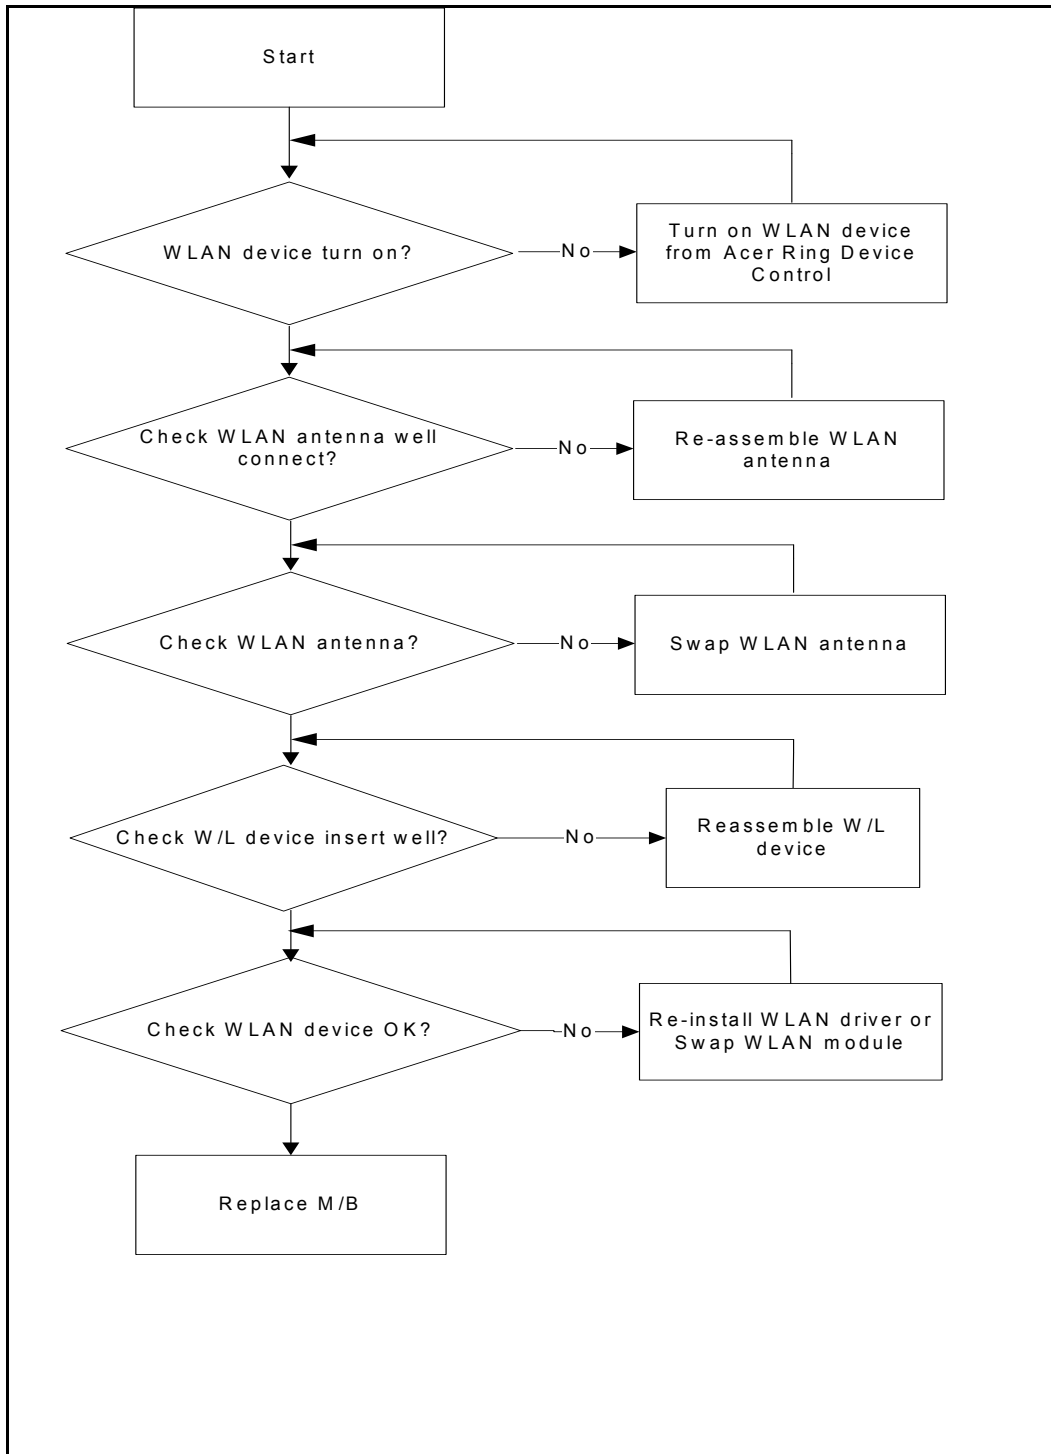 Start
WLAN device turn on?
No
Turn on WLAN device
from Acer Ring Device
Control
Check WLAN antenna well
connect?
No
Re-assemble WLAN
antenna
Check WLAN antenna?
No
Swap WLAN antenna
Check W/L device insert well?
No
Reassemble W/L
device
Check WLAN device OK?
No
Re-install WLAN driver or
Swap WLAN module
Replace M/B